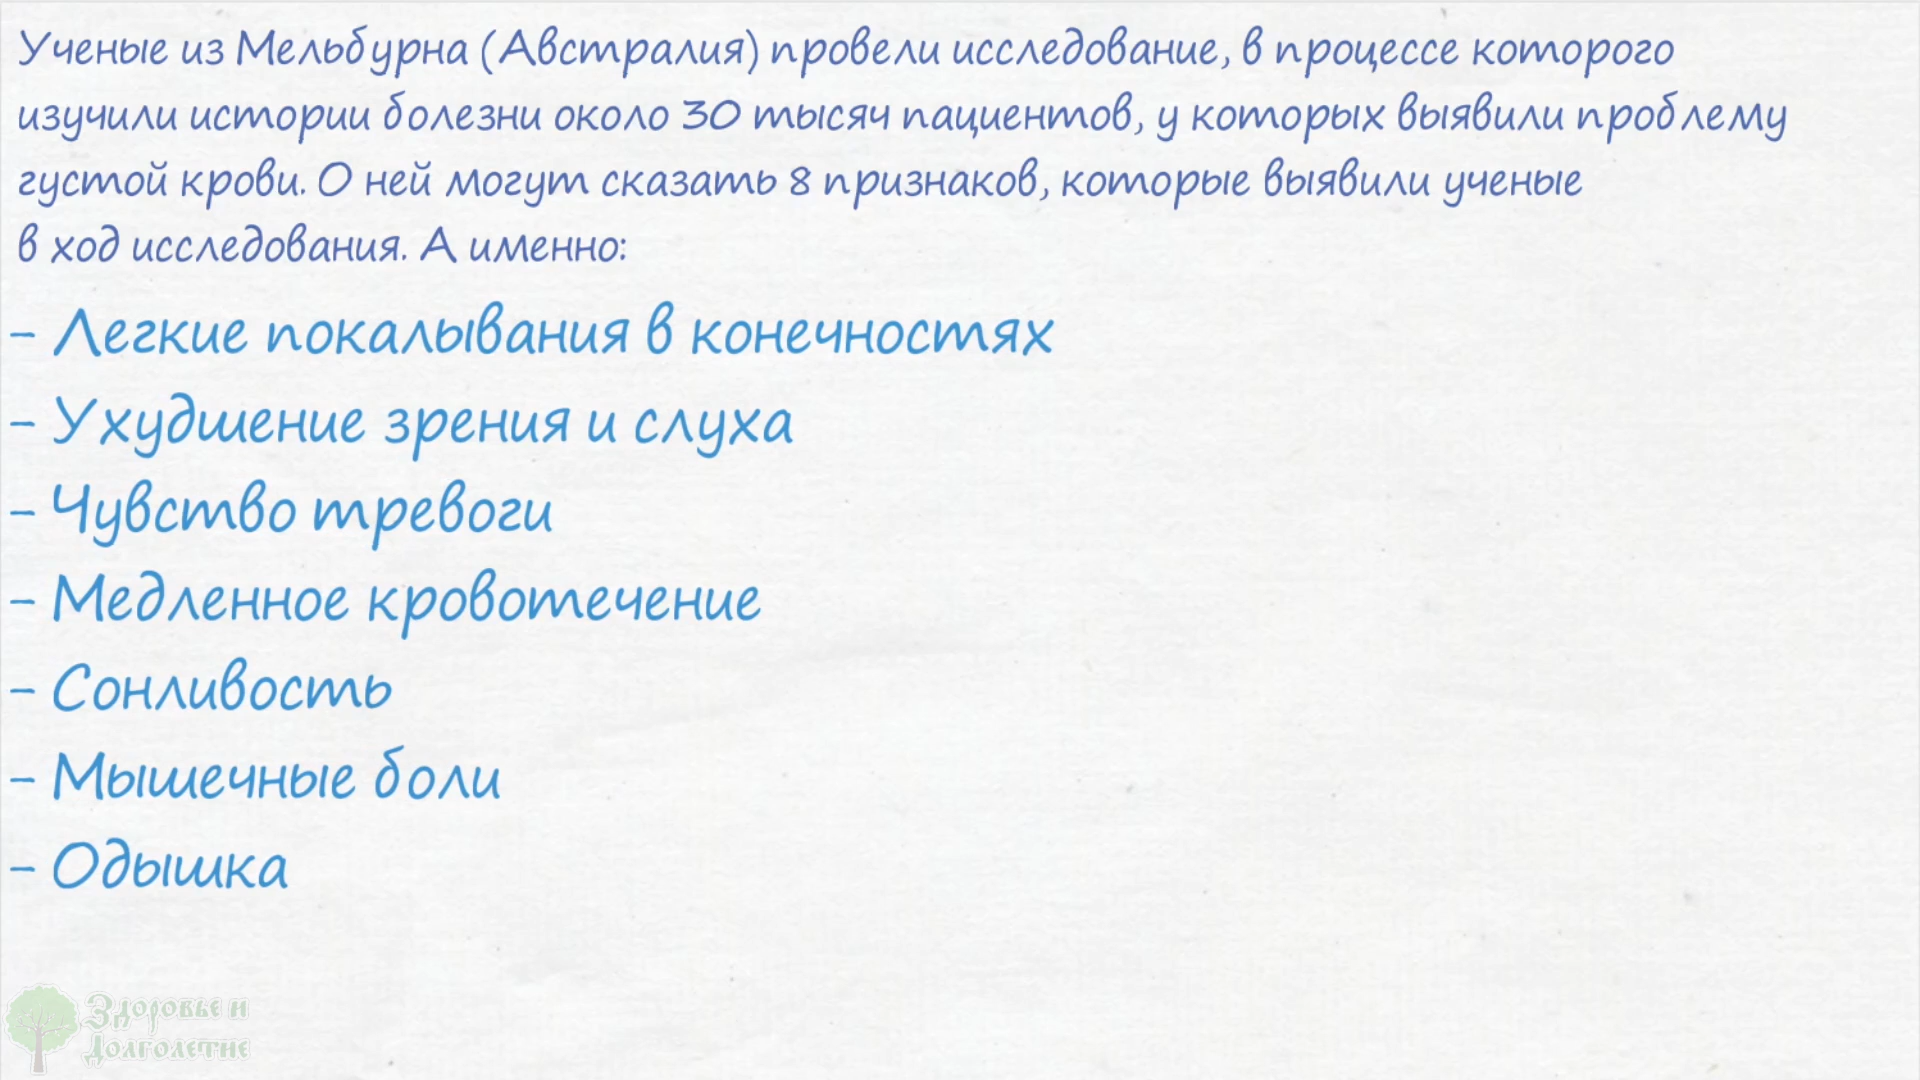 Ученые из Мельбурна (Австралия) провели исследование, в процессе которого
изучили истории болезни около 30 тысяч пациентов, у которых выявили проблему
густой крови. О ней могут сказать 8 признаков, которые выявили ученые
в ход исследования. А именно:
- Легкие покалывания в конечностях
- Ухудшение зрения и слуха
- Чувство тревоги
- Медленное кровотечение
- Сонливость
- Мышечные боли
- Одышка
Здоровье и
Долголетие